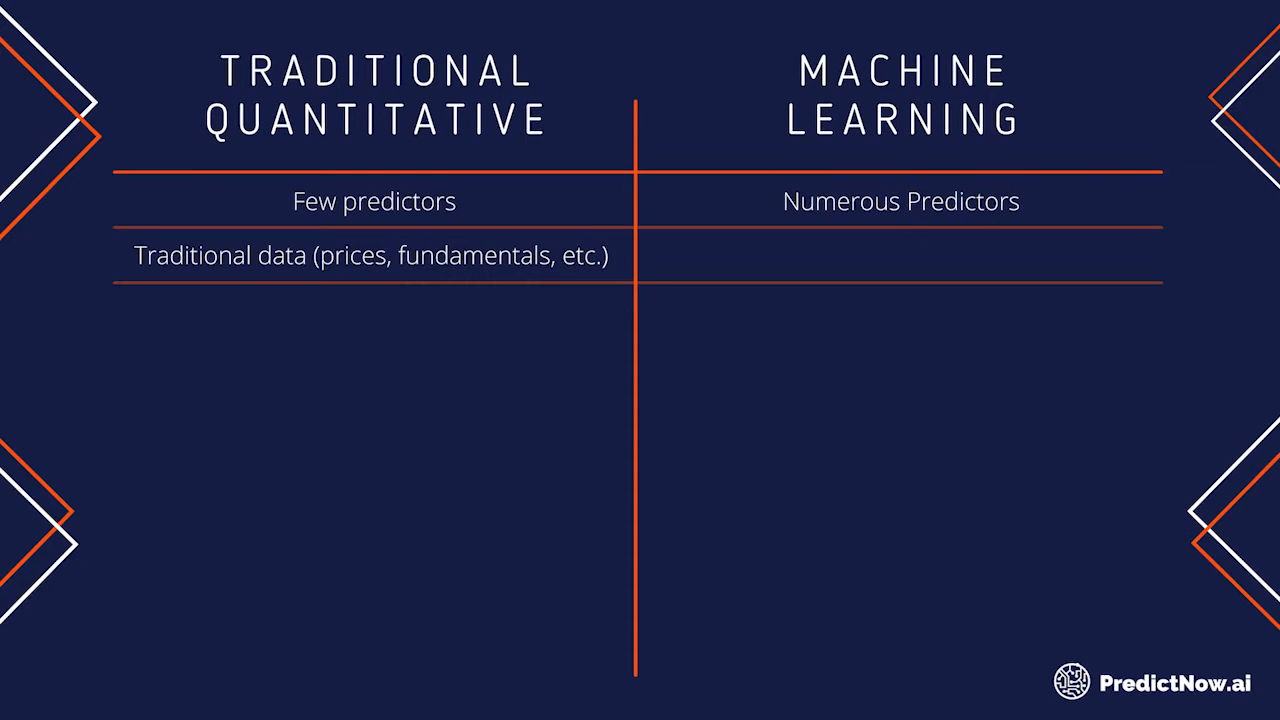 TRADITIONAL
QUANTITATIVE
MACHINE
LEARNING
Few predictors
Numerous Predictors
Traditional data (prices, fundamentals, etc.)
PredictNow.ai